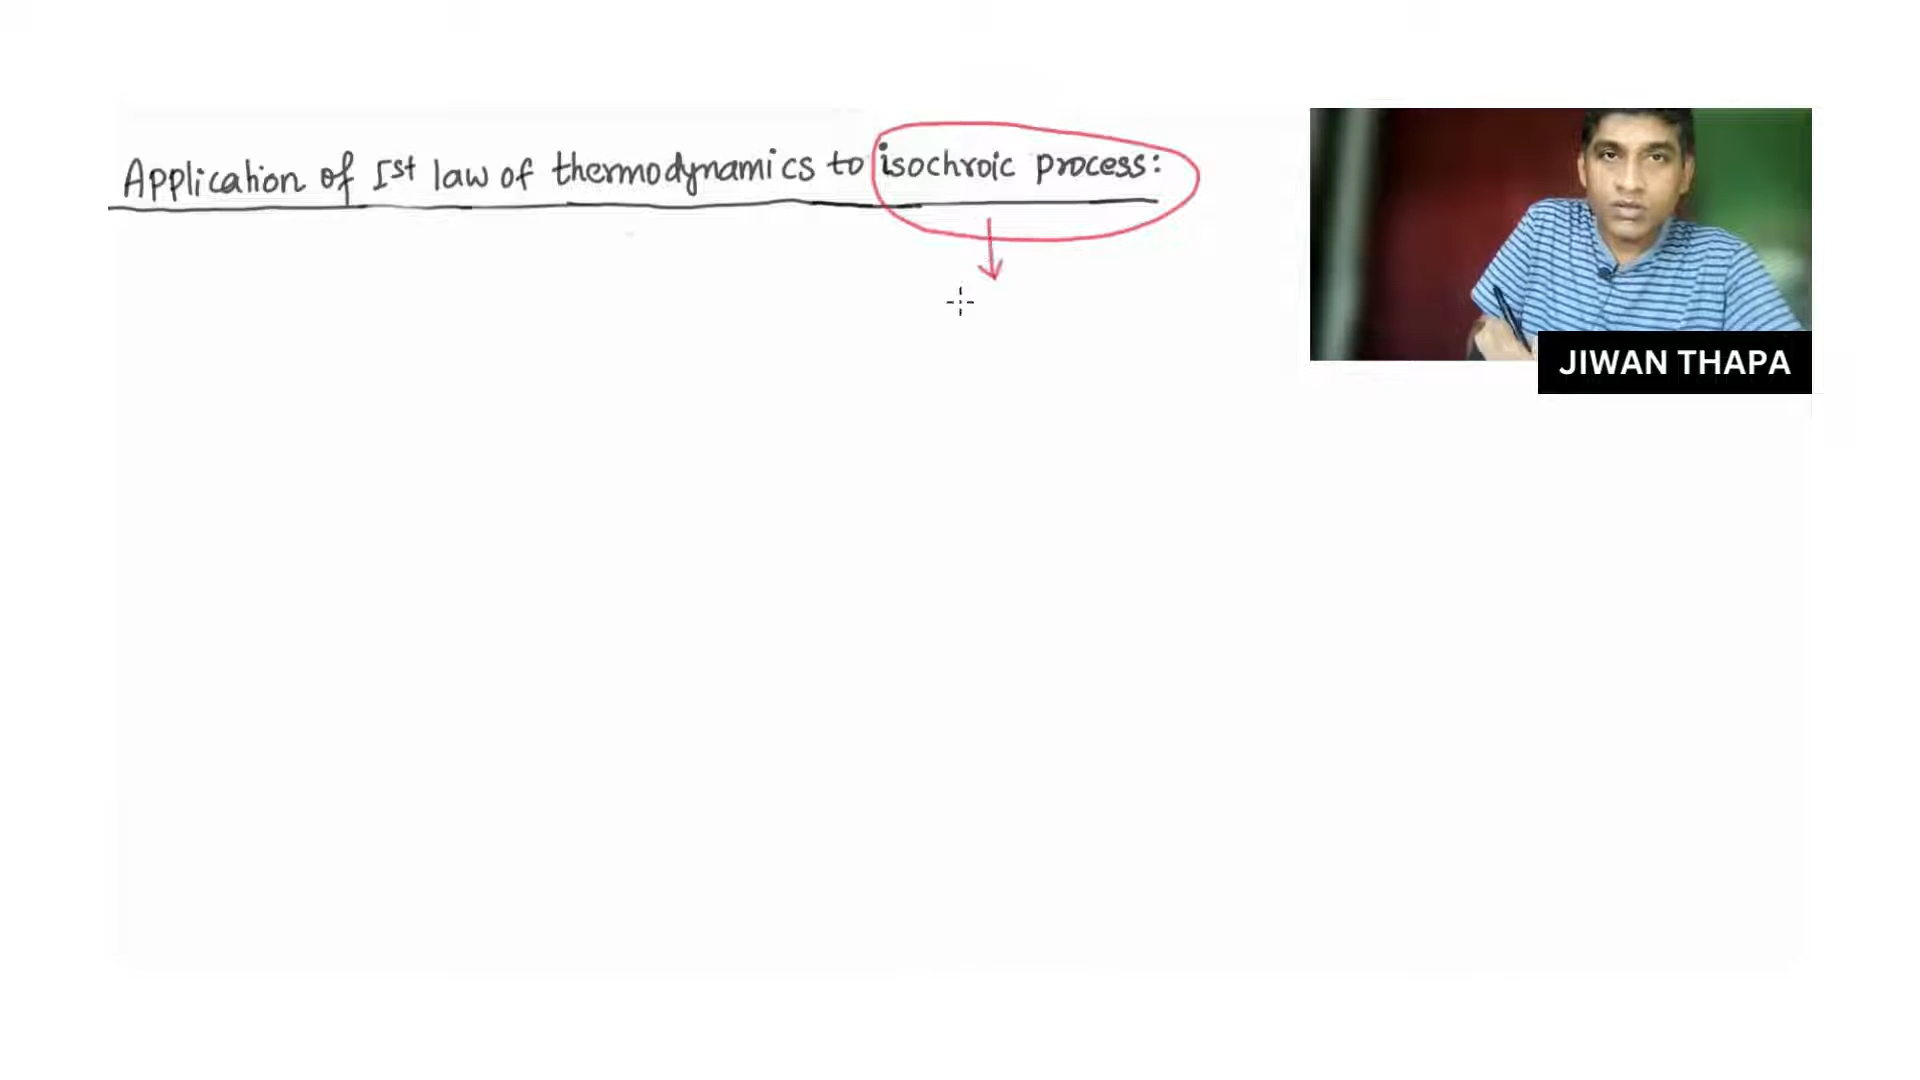 Application of Ist law of thermodynamics to isochroic process:
JIWAN THAPA